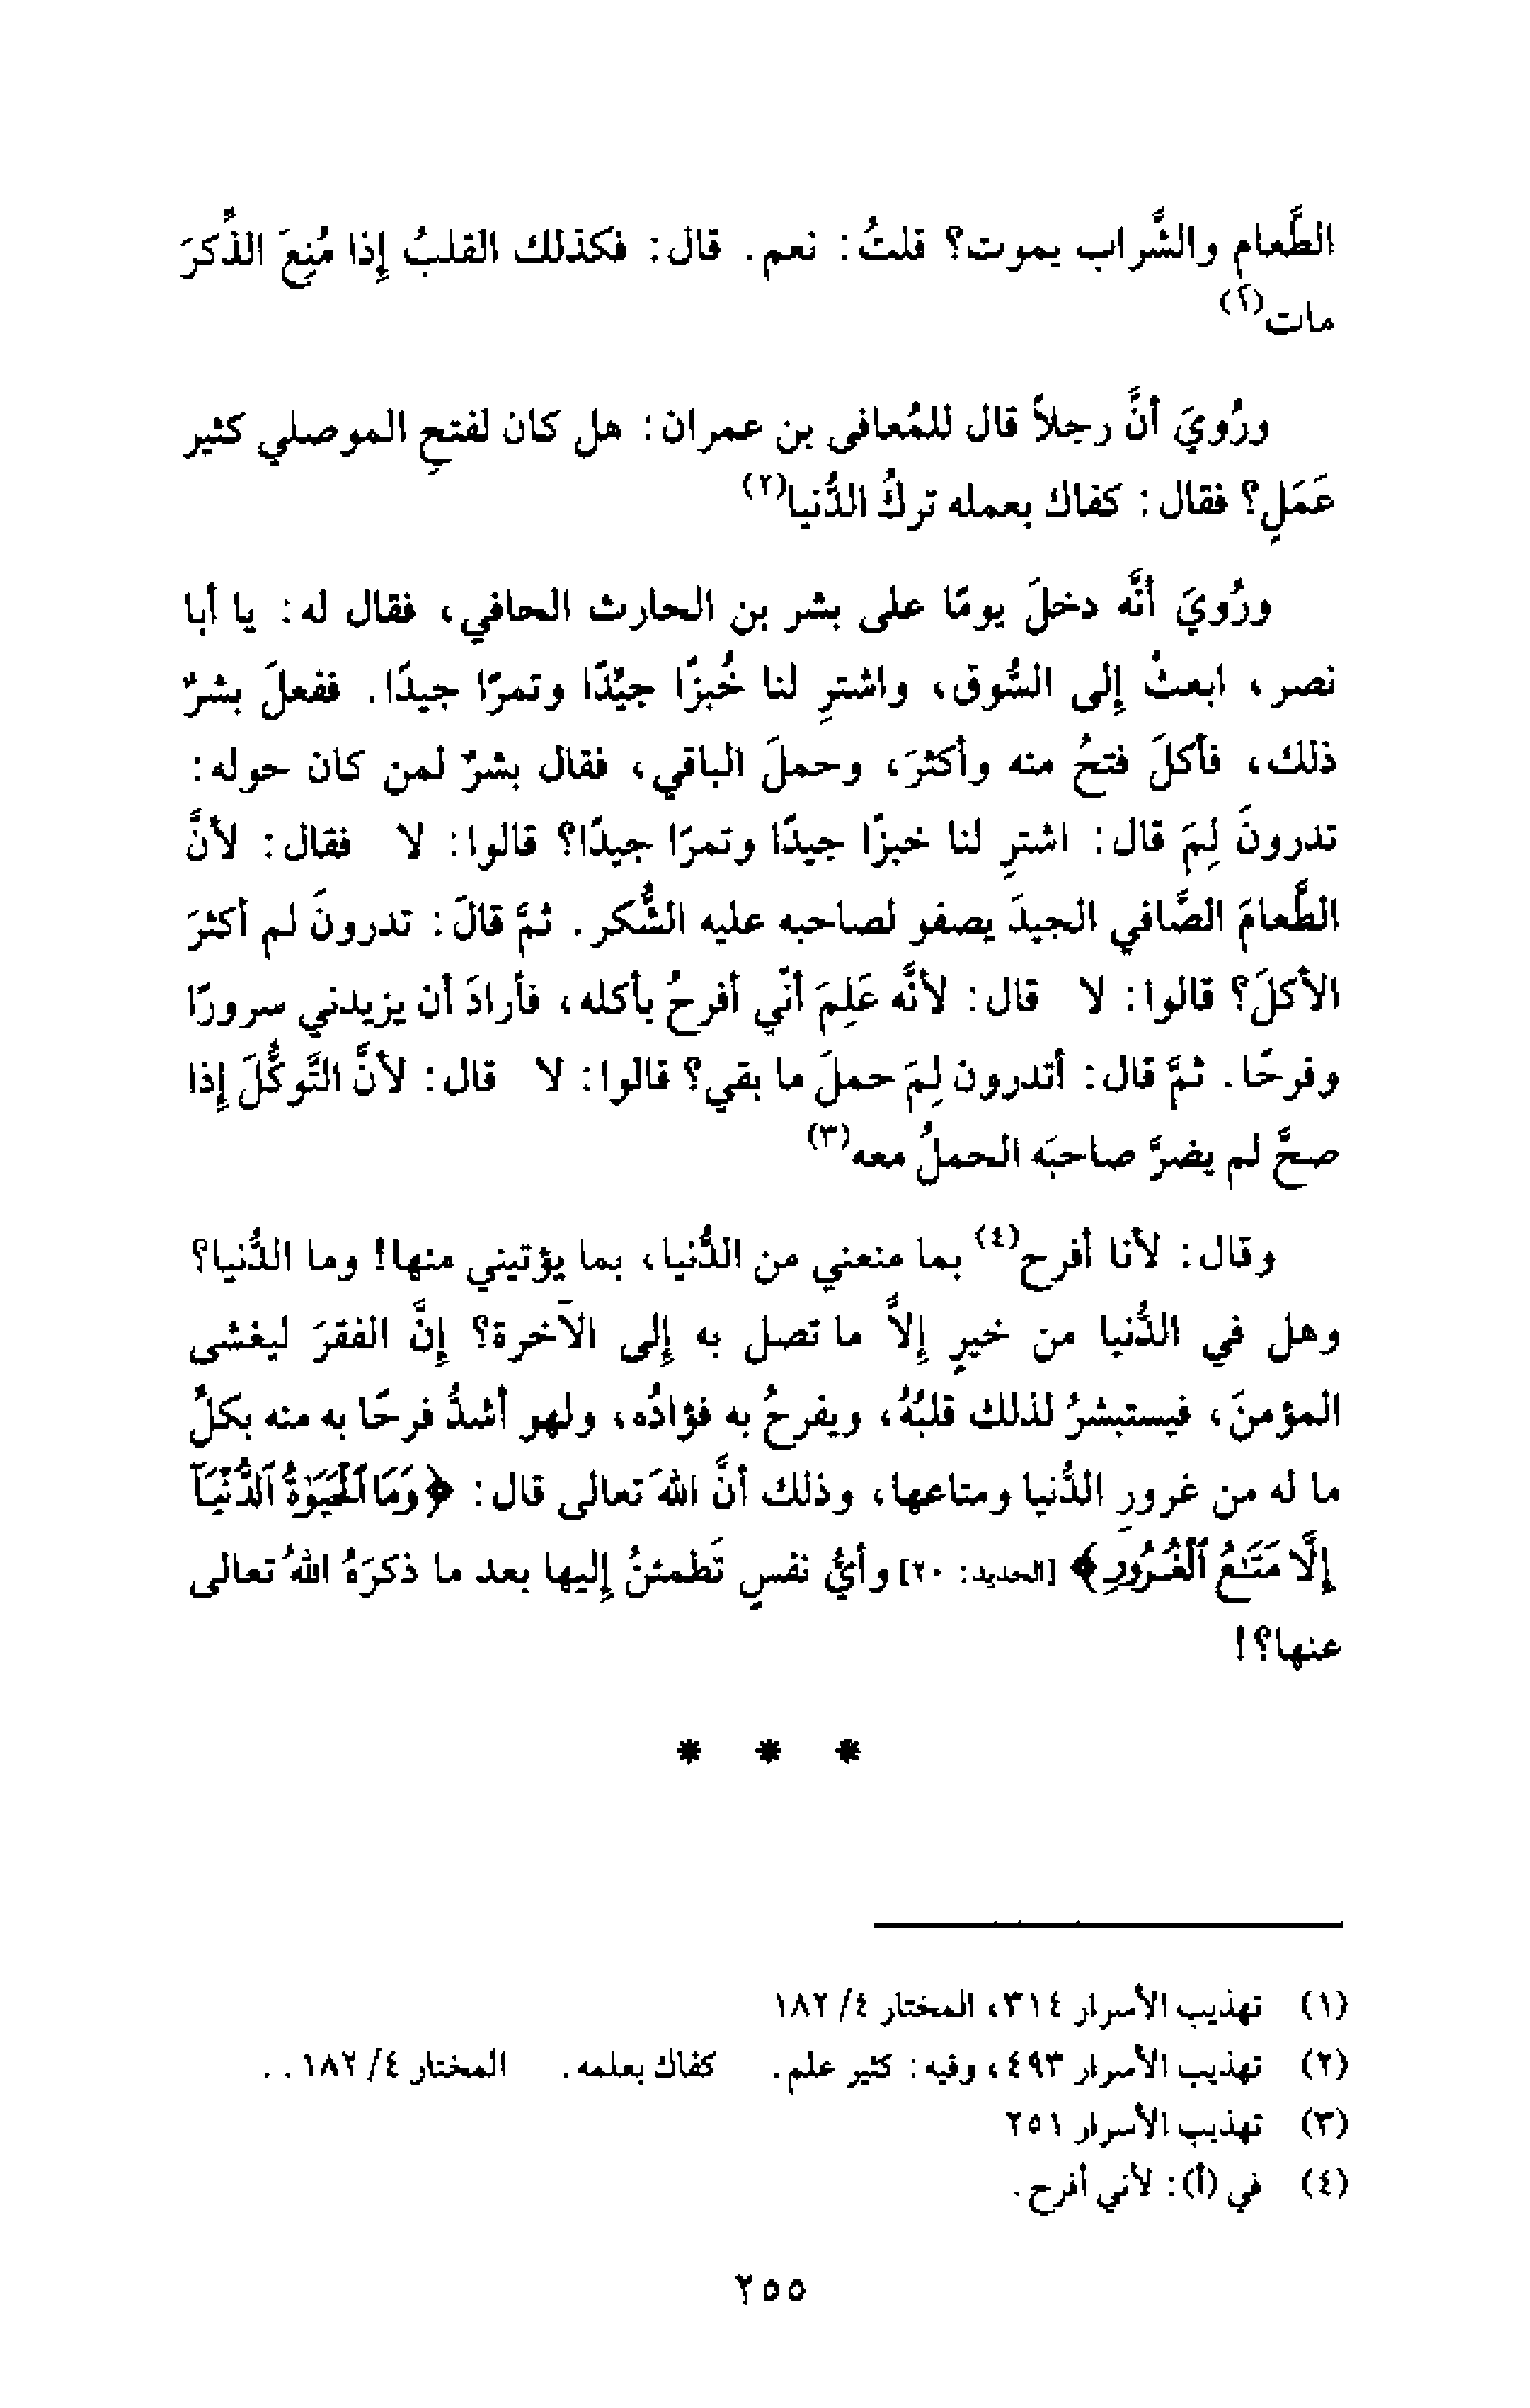 الطَّعام والشَّراب يموت؟ قلتُ: نعم. قال: فكذلك القلبُ إذا مُنِعَ الذِّكرَ
مات(١)
ورُويَ أنَّ رجلاً قال للمُعافى بن عمران: هل كان لفتحٍ الموصلي كثير
عَمَلٍ؟ فقال: كفاك بعمله تركُ الدُّنيا(٢)
ورُويَ أنَّه دخلَ يومًا على بشر بن الحارث الحافي، فقال له: يا أبا
نصر، ابعثْ إلى السُّوق، واشترِ لنا خُبزًا جيِّدًا وتمرًا جيدًا. ففعلَ بشرٌ
ذلك، فأكلَ فتحُ منه وأكثرَ، وحملَ الباقي، فقال بشرٌ لمن كان حوله:
تدرونَ لِمَ قال: اشترِ لنا خبزًا جيدًا وتمرًا جيدًا؟ قالوا: لا فقال: لأنَّ
الطَّعامَ الصَّافي الجيدَ يصفو لصاحبه عليه الشُّكر. ثمَّ قالَ: تدرونَ لم أكثرَ
الأكلَ؟ قالوا: لا قال: لأنَّه عَلِمَ أنّي أفرحُ بأكله، فأرادَ أن يزيدني سرورًا
وفرحًا. ثمَّ قال: أتدرون لِمَ حملَ ما بقي؟ قالوا: لا قال: لأنَّ التَّوكُّلَ إذا
صحَّ لم يضرَّ صاحبَه الحملُ معه(٣)
وقال: لأنا أفرح(٤) بما منعني من الدُّنيا، بما يؤتيني منها! وما الدُّنيا؟
وهل في الدُّنيا من خيرٍ إلاَّ ما تصل به إلى الآخرة؟ إنَّ الفقرَ ليغشى
المؤمنَ، فيستبشرُ لذلك قلبُهُ، ويفرحُ به فؤادُه، ولهو أشدُّ فرحًا به منه بكلِّ
ما له من غرورِ الدُّنيا ومتاعها، وذلك أنَّ اللهَ تعالى قال: ﴿وَمَا ٱلْحَيَوٰةُ ٱلدُّنْيَآ
إِلَّا مَتَـٰعُ ٱلْغُرُورِ﴾ [الحديد: ٢٠] وأيُّ نفسٍ تَطمئنُ إليها بعد ما ذكرَهُ اللهُ تعالى
عنها؟!
* * *
(١) تهذيب الأسرار ٣١٤، المختار ٤/ ١٨٢
(٢) تهذيب الأسرار ٤٩٣، وفيه: كثير علم. كفاك بعلمه. المختار ٤/ ١٨٢..
(٣) تهذيب الأسرار ٢٥١
(٤) في (أ): لأني أفرح.
٢٥٥